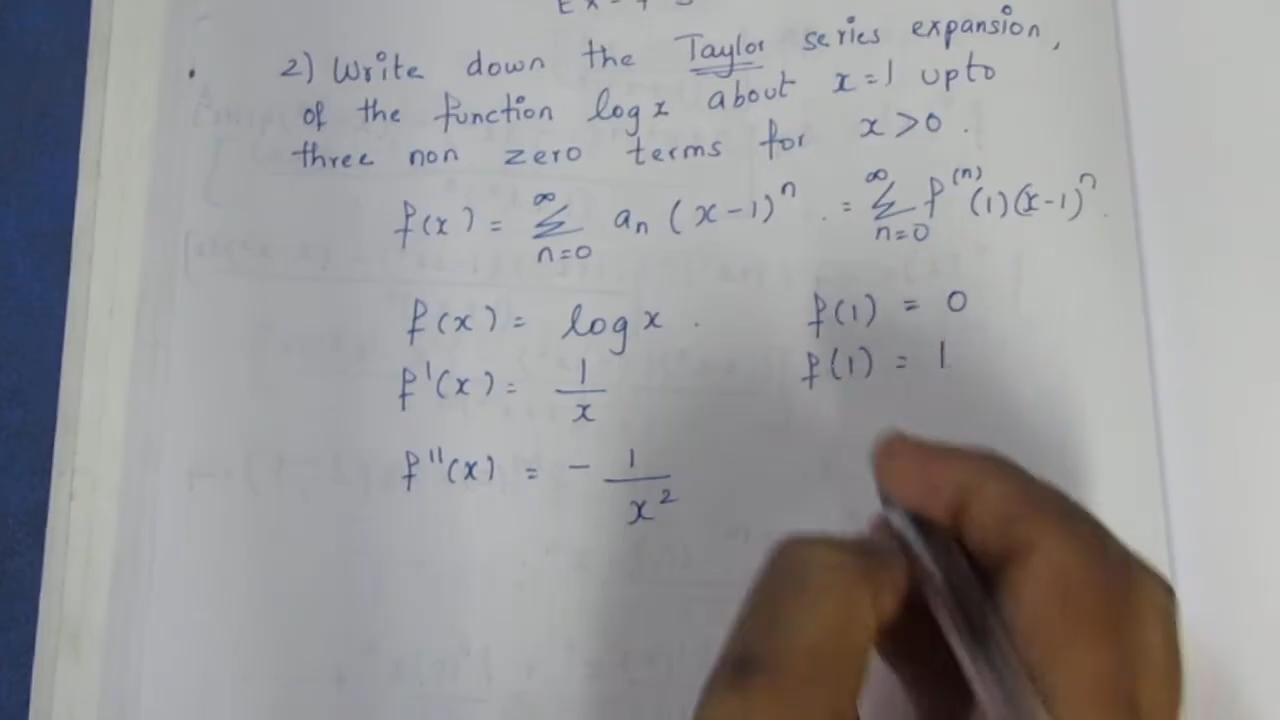 2) Write down the Taylor series expansion,
of the function log x about x=1 upto
three non zero terms for x>0.
f(x) = ∑_{n=0}^{∞} a_n (x-1)^n. = ∑_{n=0}^{∞} f^{(n)}(1)(x-1)^n.
f(x) = log x. f(1) = 0
f'(x) = 1/x f(1) = 1
f''(x) = - 1/x^2